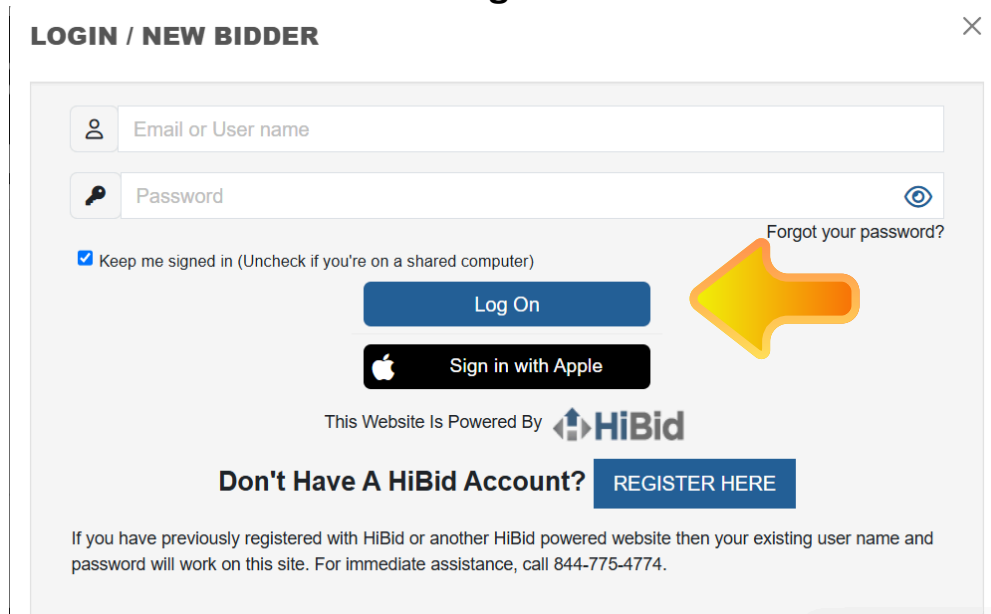 LOGIN / NEW BIDDER
Email or User name
Password
Forgot your password?
Keep me signed in (Uncheck if you're on a shared computer)
Log On
Sign in with Apple
This Website Is Powered By HiBid
Don't Have A HiBid Account? REGISTER HERE
If you have previously registered with HiBid or another HiBid powered website then your existing user name and
password will work on this site. For immediate assistance, call 844-775-4774.